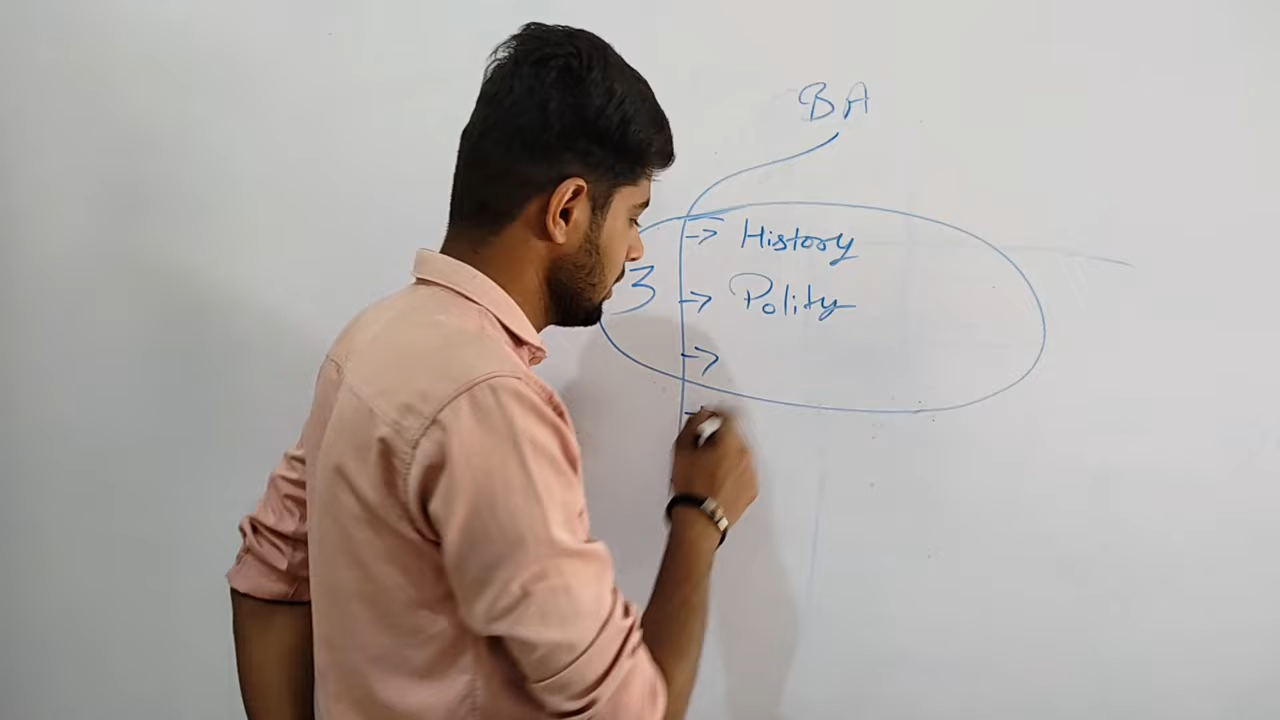 BA
→ History
3 → Polity
→